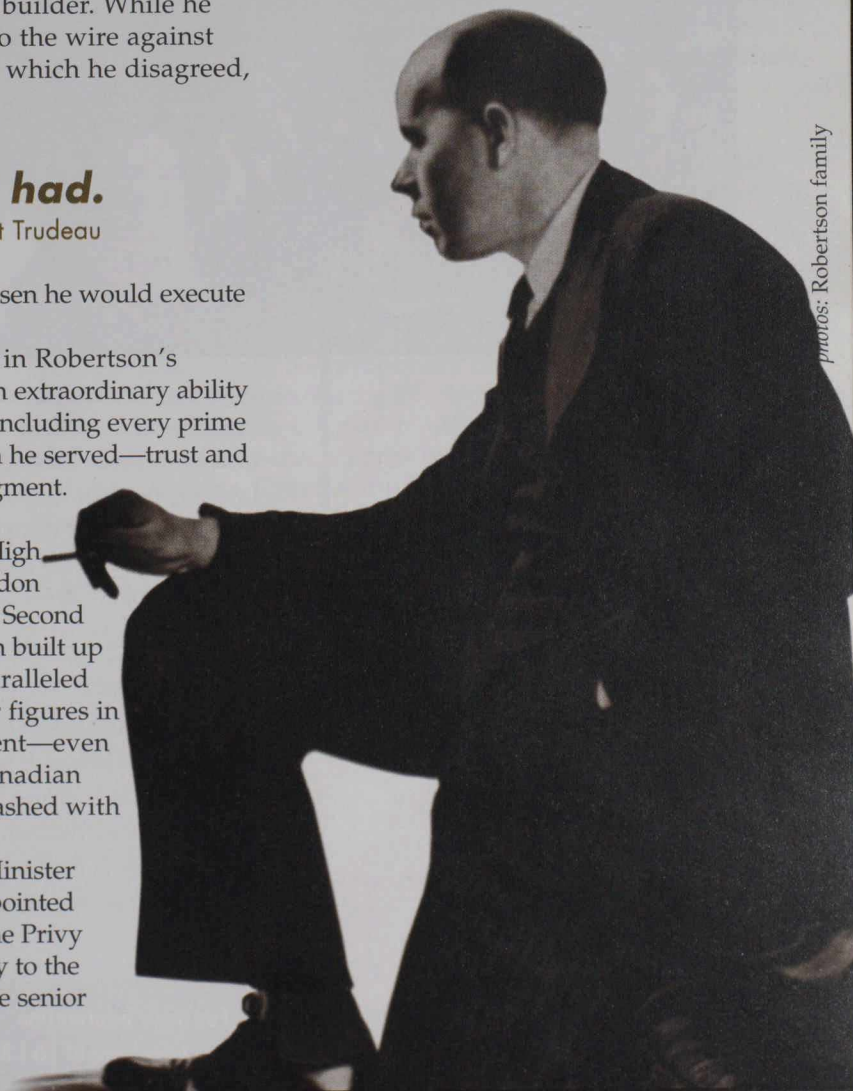 builder. While he
o the wire against
which he disagreed,
had.
t Trudeau
sen he would execute
in Robertson's
n extraordinary ability
ncluding every prime
n he served—trust and
gment.
High
don
Second
n built up
ralleled
r figures in
ent—even
nadian
ashed with
Minister
pointed
e Privy
y to the
e senior
photos: Robertson family